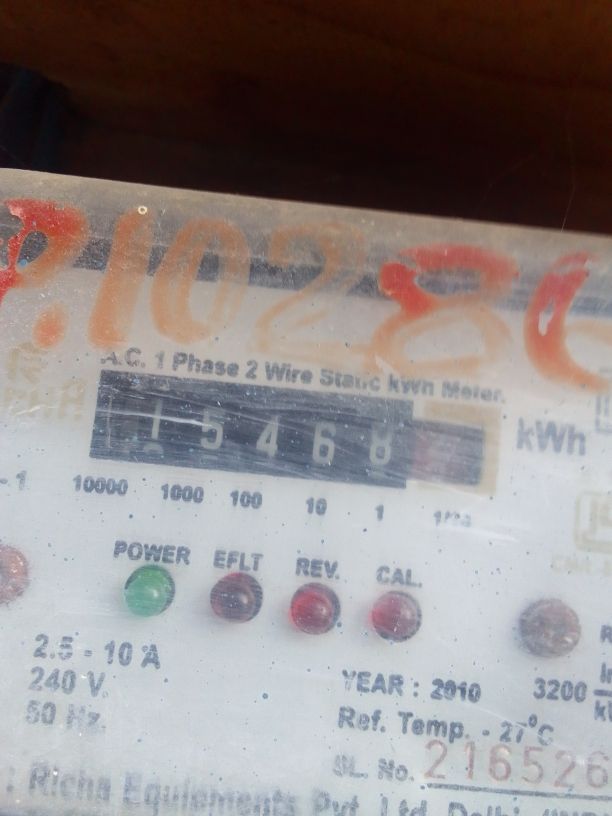 P.10286
A.C. 1 Phase 2 Wire Static kWh Meter.
15468
kWh
10000 1000 100 10 1 1/10
POWER EFLT REV. CAL.
2.5 - 10 A
240 V.
50 Hz.
YEAR : 2010
3200
Ref. Temp. - 27°C
SL. No. 216526
: Richa Equipments Pvt. Ltd. Delhi